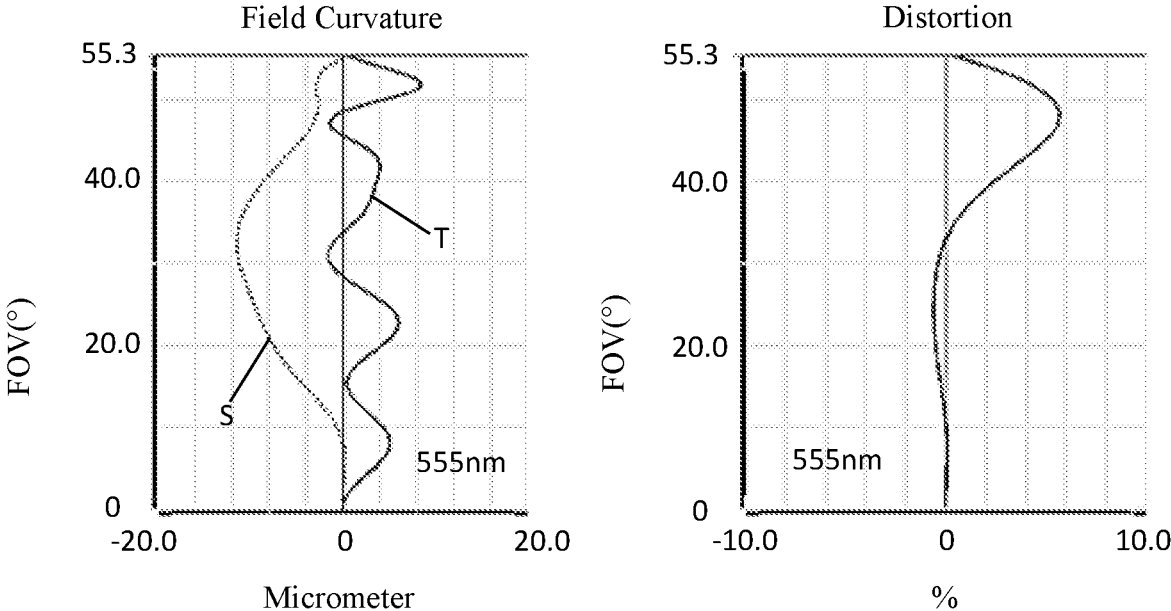 Field Curvature
55.3
40.0
20.0
0
FOV(°)
T
S
555nm
-20.0 0 20.0
Micrometer
Distortion
55.3
40.0
20.0
0
FOV(°)
555nm
-10.0 0 10.0
%